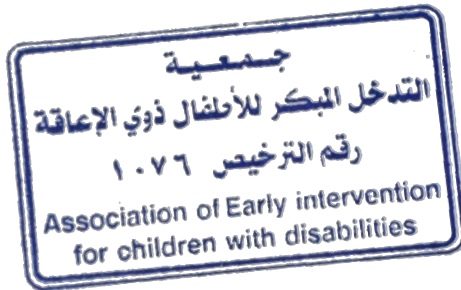 جمعية
التدخل المبكر للأطفال ذوي الإعاقة
رقم الترخيص ١٠٧٦
Association of Early intervention
for children with disabilities